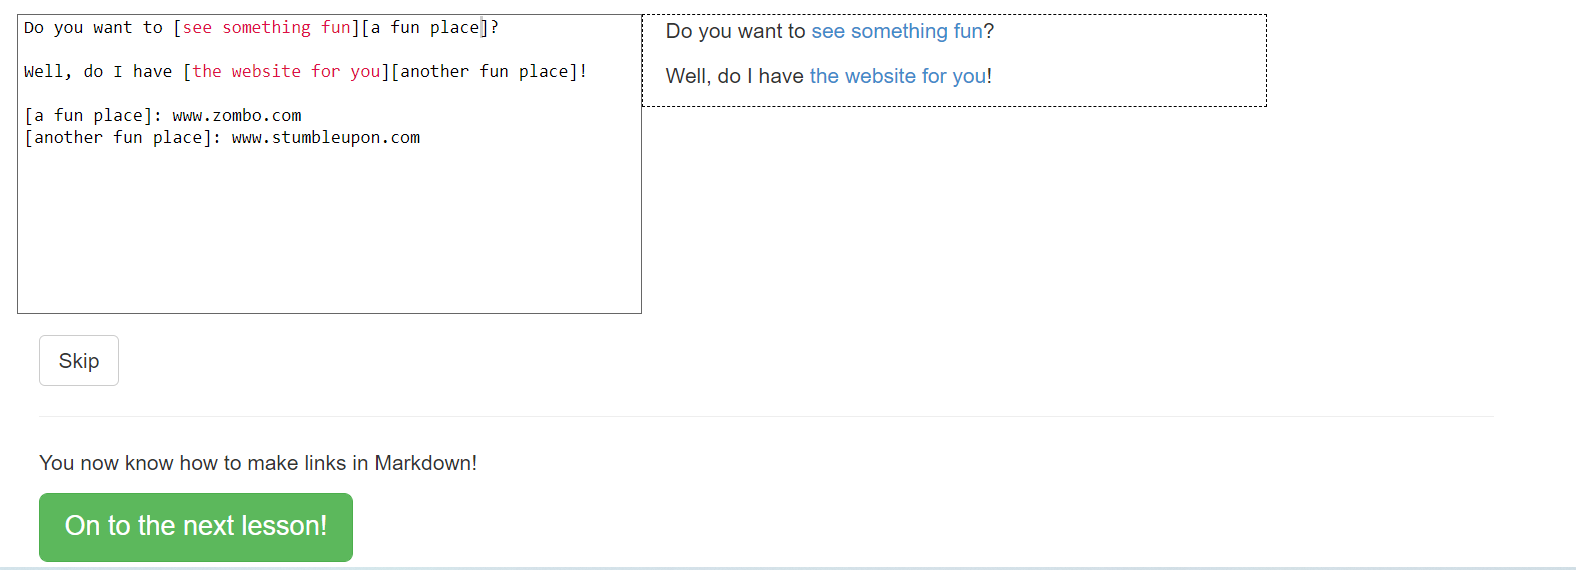 Do you want to [see something fun][a fun place]?
Well, do I have [the website for you][another fun place]!
[a fun place]: www.zombo.com
[another fun place]: www.stumbleupon.com
Do you want to see something fun?
Well, do I have the website for you!
Skip
You now know how to make links in Markdown!
On to the next lesson!